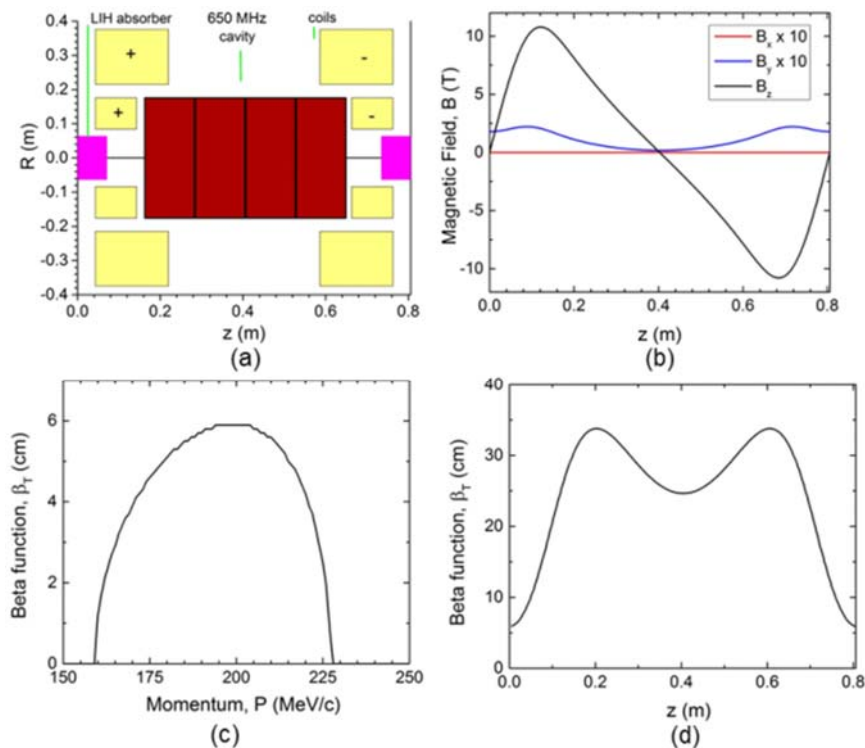 LIH absorber
650 MHz
cavity
coils
0.4
0.3
0.2
0.1
0.0
-0.1
-0.2
-0.3
-0.4
R (m)
+
-
+
-
0.0 0.2 0.4 0.6 0.8
z (m)
(a)
10
5
0
-5
-10
Magnetic Field, B (T)
Bₓ x 10
Bᵧ x 10
B_z
0.0 0.2 0.4 0.6 0.8
z (m)
(b)
6
4
2
0
Beta function, β_T (cm)
150 175 200 225 250
Momentum, P (MeV/c)
(c)
40
30
20
10
0
Beta function, β_T (cm)
0.0 0.2 0.4 0.6 0.8
z (m)
(d)